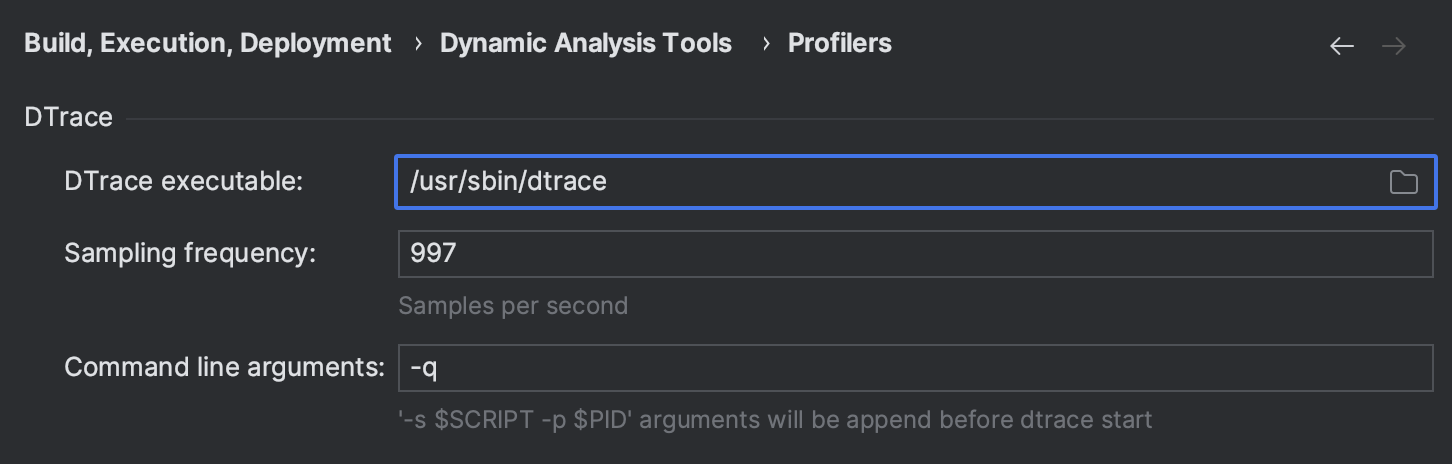 Build, Execution, Deployment › Dynamic Analysis Tools › Profilers
DTrace
DTrace executable: /usr/sbin/dtrace
Sampling frequency: 997
Samples per second
Command line arguments: -q
'-s $SCRIPT -p $PID' arguments will be append before dtrace start